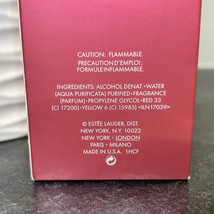 CAUTION: FLAMMABLE.
PRECAUTION D'EMPLOI:
FORMULE INFLAMMABLE.
INGREDIENTS: ALCOHOL DENAT. • WATER
(AQUA PURIFICATA) PURIFIED • FRAGRANCE
(PARFUM) • PROPYLENE GLYCOL • RED 33
(CI 17200) • YELLOW 6 (CI 15985) <ILN17039>
© ESTÉE LAUDER, DIST.
NEW YORK, N.Y. 10022
NEW YORK - LONDON
PARIS - MILANO
MADE IN U.S.A. 1HCF